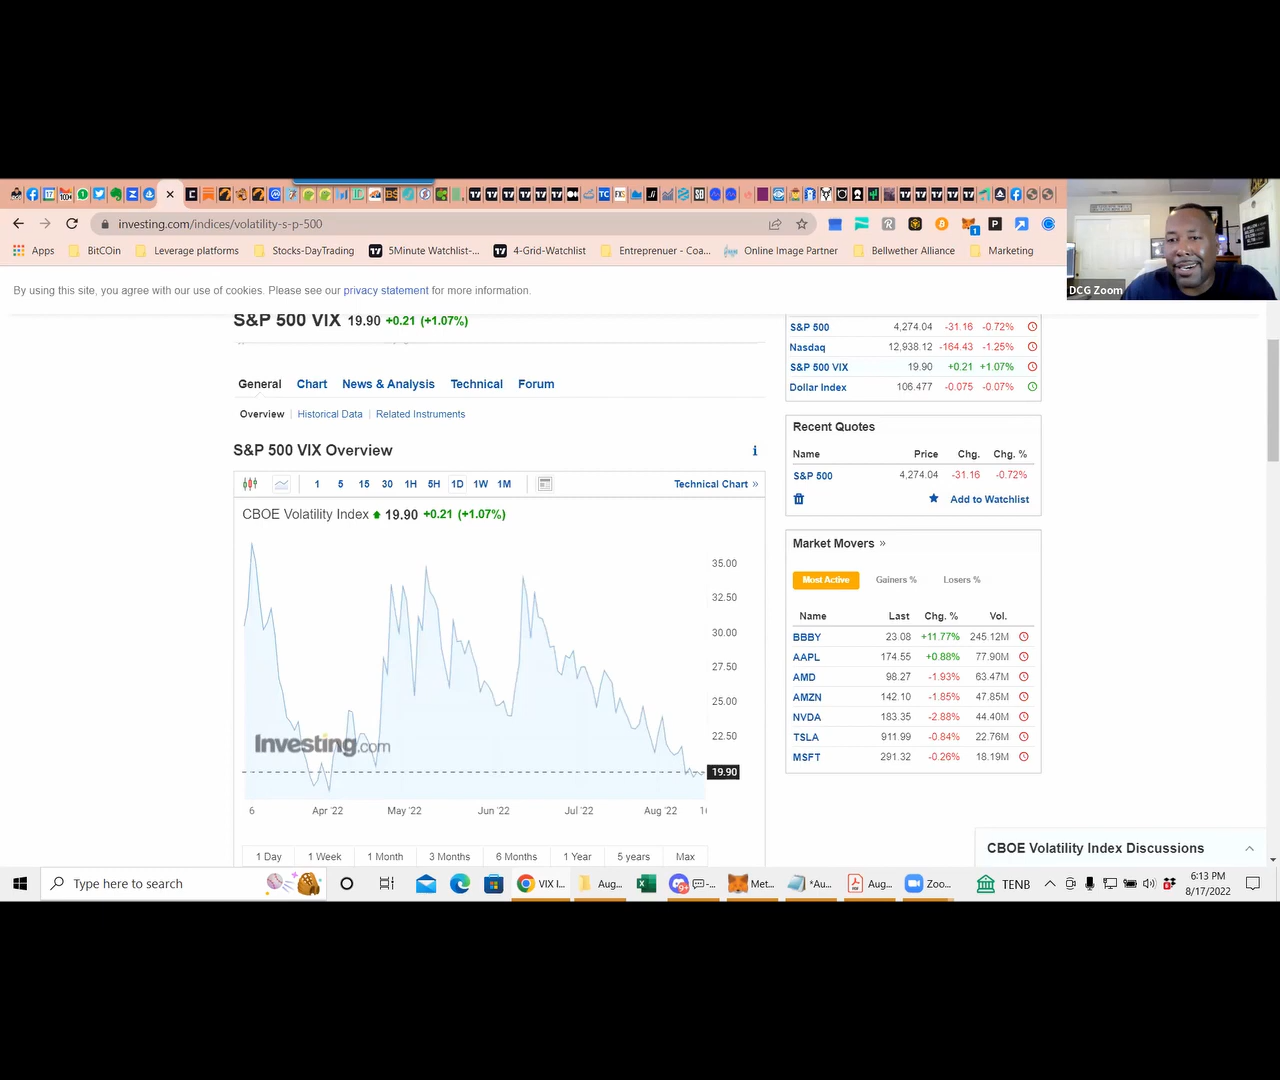 investing.com/indices/volatility-s-p-500
Apps BitCOin Leverage platforms Stocks-DayTrading 5Minute Watchlist-... 4-Grid-Watchlist Entreprenuer - Coa... Online Image Partner Bellwether Alliance Marketing
DCG Zoom
By using this site, you agree with our use of cookies. Please see our privacy statement for more information.
S&P 500 VIX 19.90 +0.21 (+1.07%)
General Chart News & Analysis Technical Forum
Overview Historical Data Related Instruments
S&P 500 VIX Overview
1 5 15 30 1H 5H 1D 1W 1M Technical Chart »
CBOE Volatility Index 19.90 +0.21 (+1.07%)
35.00
32.50
30.00
27.50
25.00
22.50
19.90
Investing.com
6 Apr '22 May '22 Jun '22 Jul '22 Aug '22
1 Day 1 Week 1 Month 3 Months 6 Months 1 Year 5 years Max
S&P 500 4,274.04 -31.16 -0.72%
Nasdaq 12,938.12 -164.43 -1.25%
S&P 500 VIX 19.90 +0.21 +1.07%
Dollar Index 106.477 -0.075 -0.07%
Recent Quotes
Name Price Chg. Chg. %
S&P 500 4,274.04 -31.16 -0.72%
Add to Watchlist
Market Movers »
Most Active Gainers % Losers %
Name Last Chg. % Vol.
BBBY 23.08 +11.77% 245.12M
AAPL 174.55 +0.88% 77.90M
AMD 98.27 -1.93% 63.47M
AMZN 142.10 -1.85% 47.85M
NVDA 183.35 -2.88% 44.40M
TSLA 911.99 -0.84% 22.76M
MSFT 291.32 -0.26% 18.19M
CBOE Volatility Index Discussions
Type here to search VIX I... Aug... Met... *Au... Aug... Zoo... TENB
6:13 PM
8/17/2022